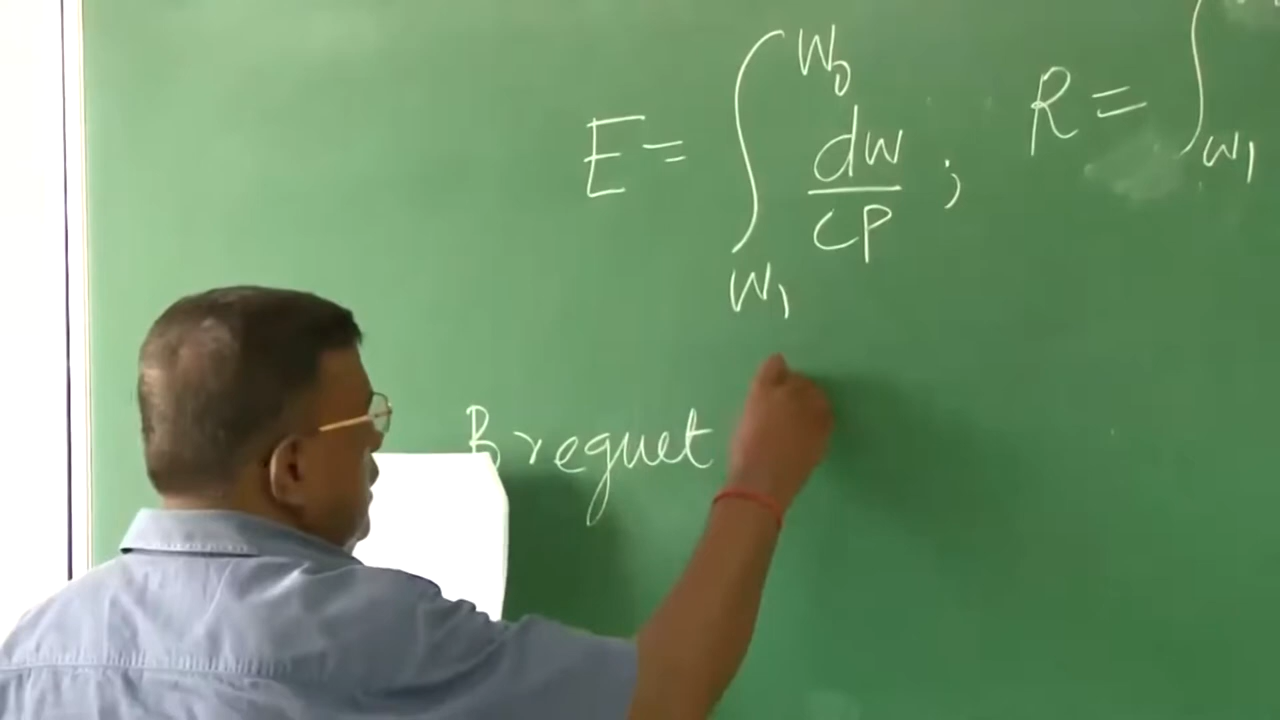 E = ∫_{W1}^{W0} dW/CP ; R = ∫_{W1}
Breguet